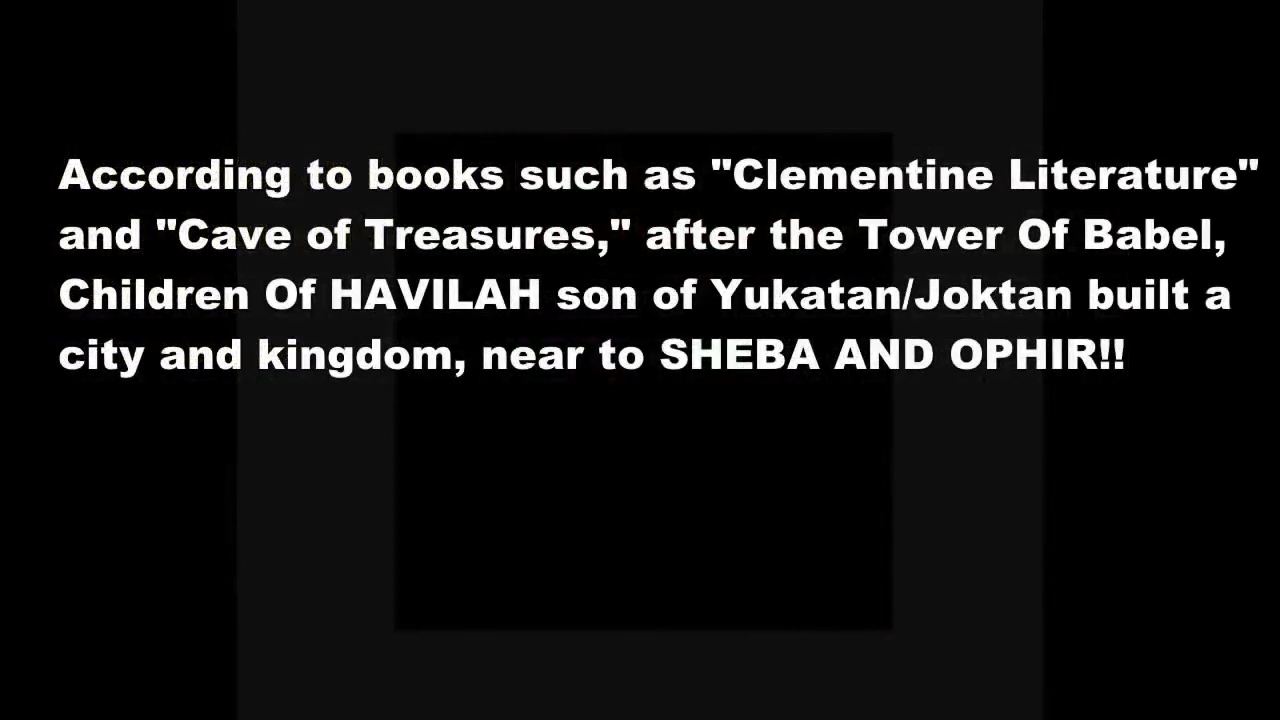 According to books such as "Clementine Literature"
and "Cave of Treasures," after the Tower Of Babel,
Children Of HAVILAH son of Yukatan/Joktan built a
city and kingdom, near to SHEBA AND OPHIR!!